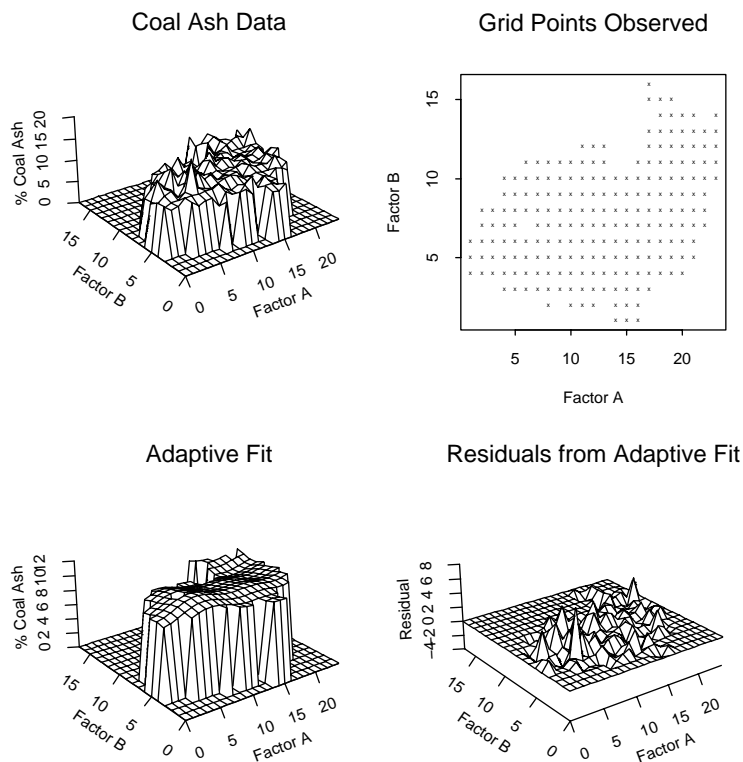 Coal Ash Data
% Coal Ash
0 5 10 15 20
Factor B
15
10
5
0
Factor A
0
5
10
15
20
Grid Points Observed
Factor B
5
10
15
5
10
15
20
Factor A
Adaptive Fit
% Coal Ash
0 2 4 6 8 10 12
Factor B
15
10
5
0
Factor A
0
5
10
15
20
Residuals from Adaptive Fit
Residual
−4 −2 0 2 4 6 8
Factor B
15
10
5
0
Factor A
0
5
10
15
20